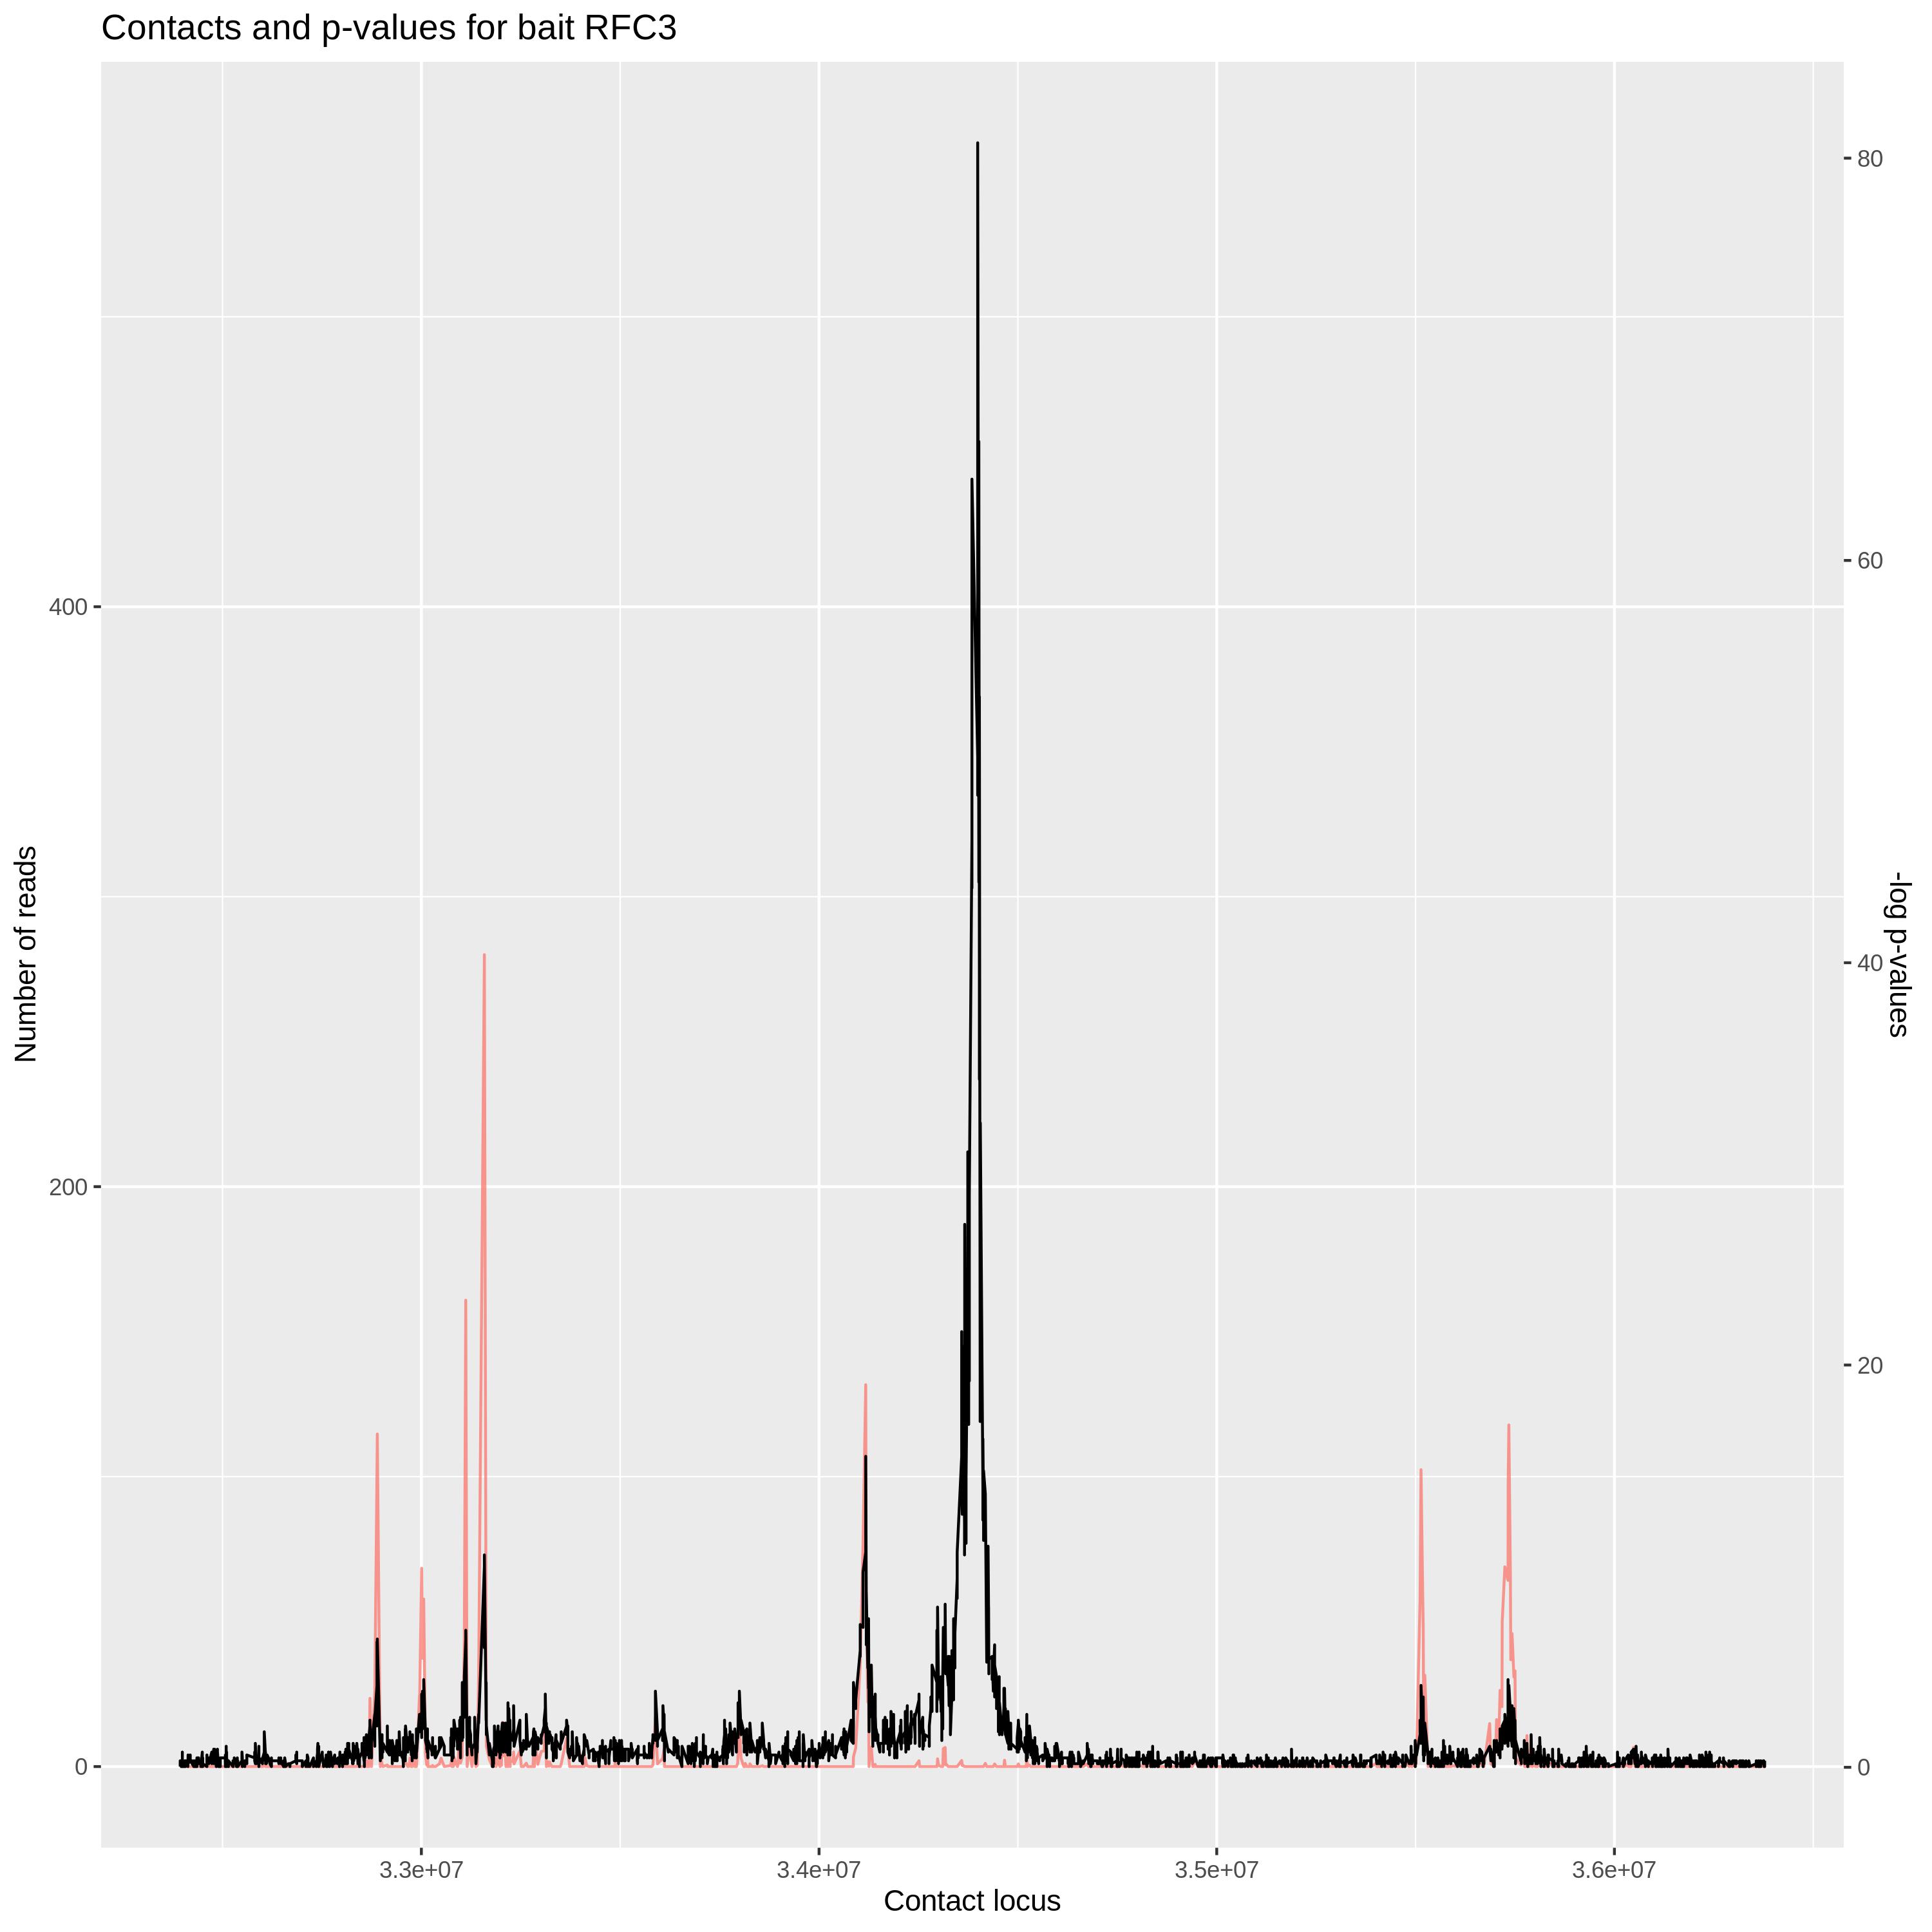 Contacts and p-values for bait RFC3
Number of reads
400
200
0
80
60
40
20
0
-log p-values
3.3e+07
3.4e+07
3.5e+07
3.6e+07
Contact locus